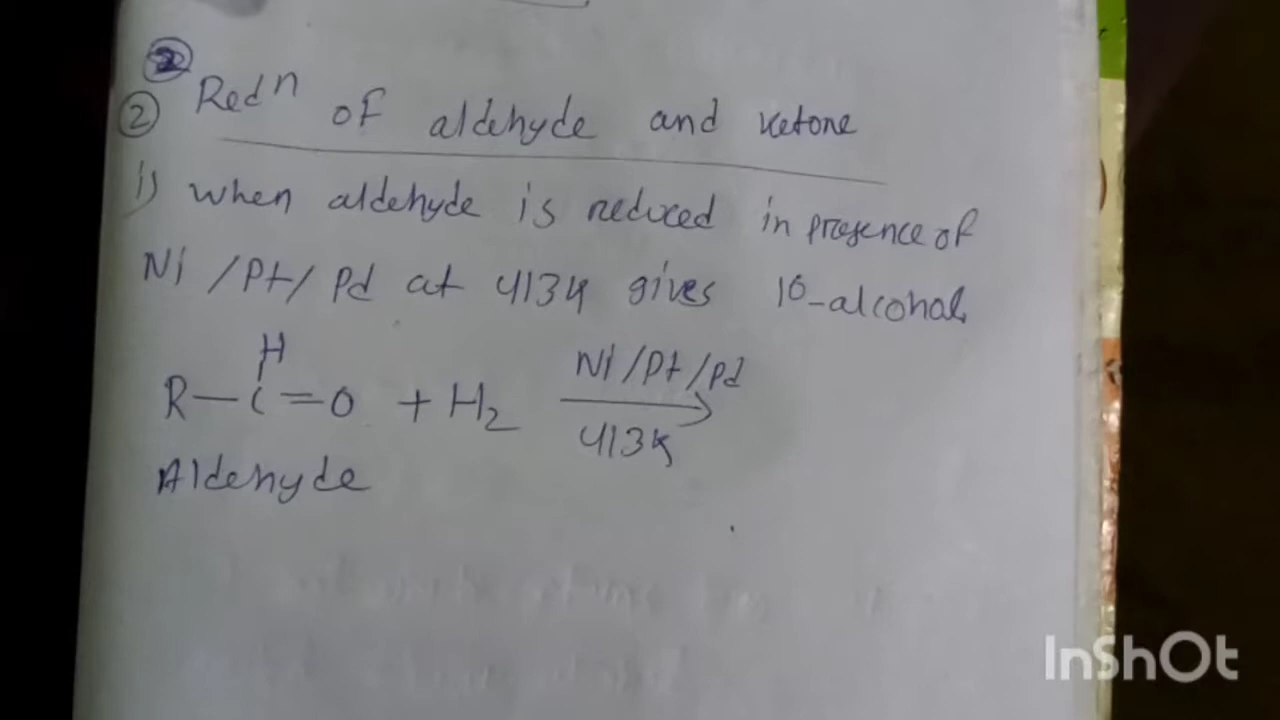 2
2 Redn of aldehyde and ketone
i) when aldehyde is reduced in presence of
Ni /Pt/ Pd at 413K gives 1°-alcohol
H
R—C=O + H2 Ni/Pt/Pd
413K
Aldehyde
InShOt